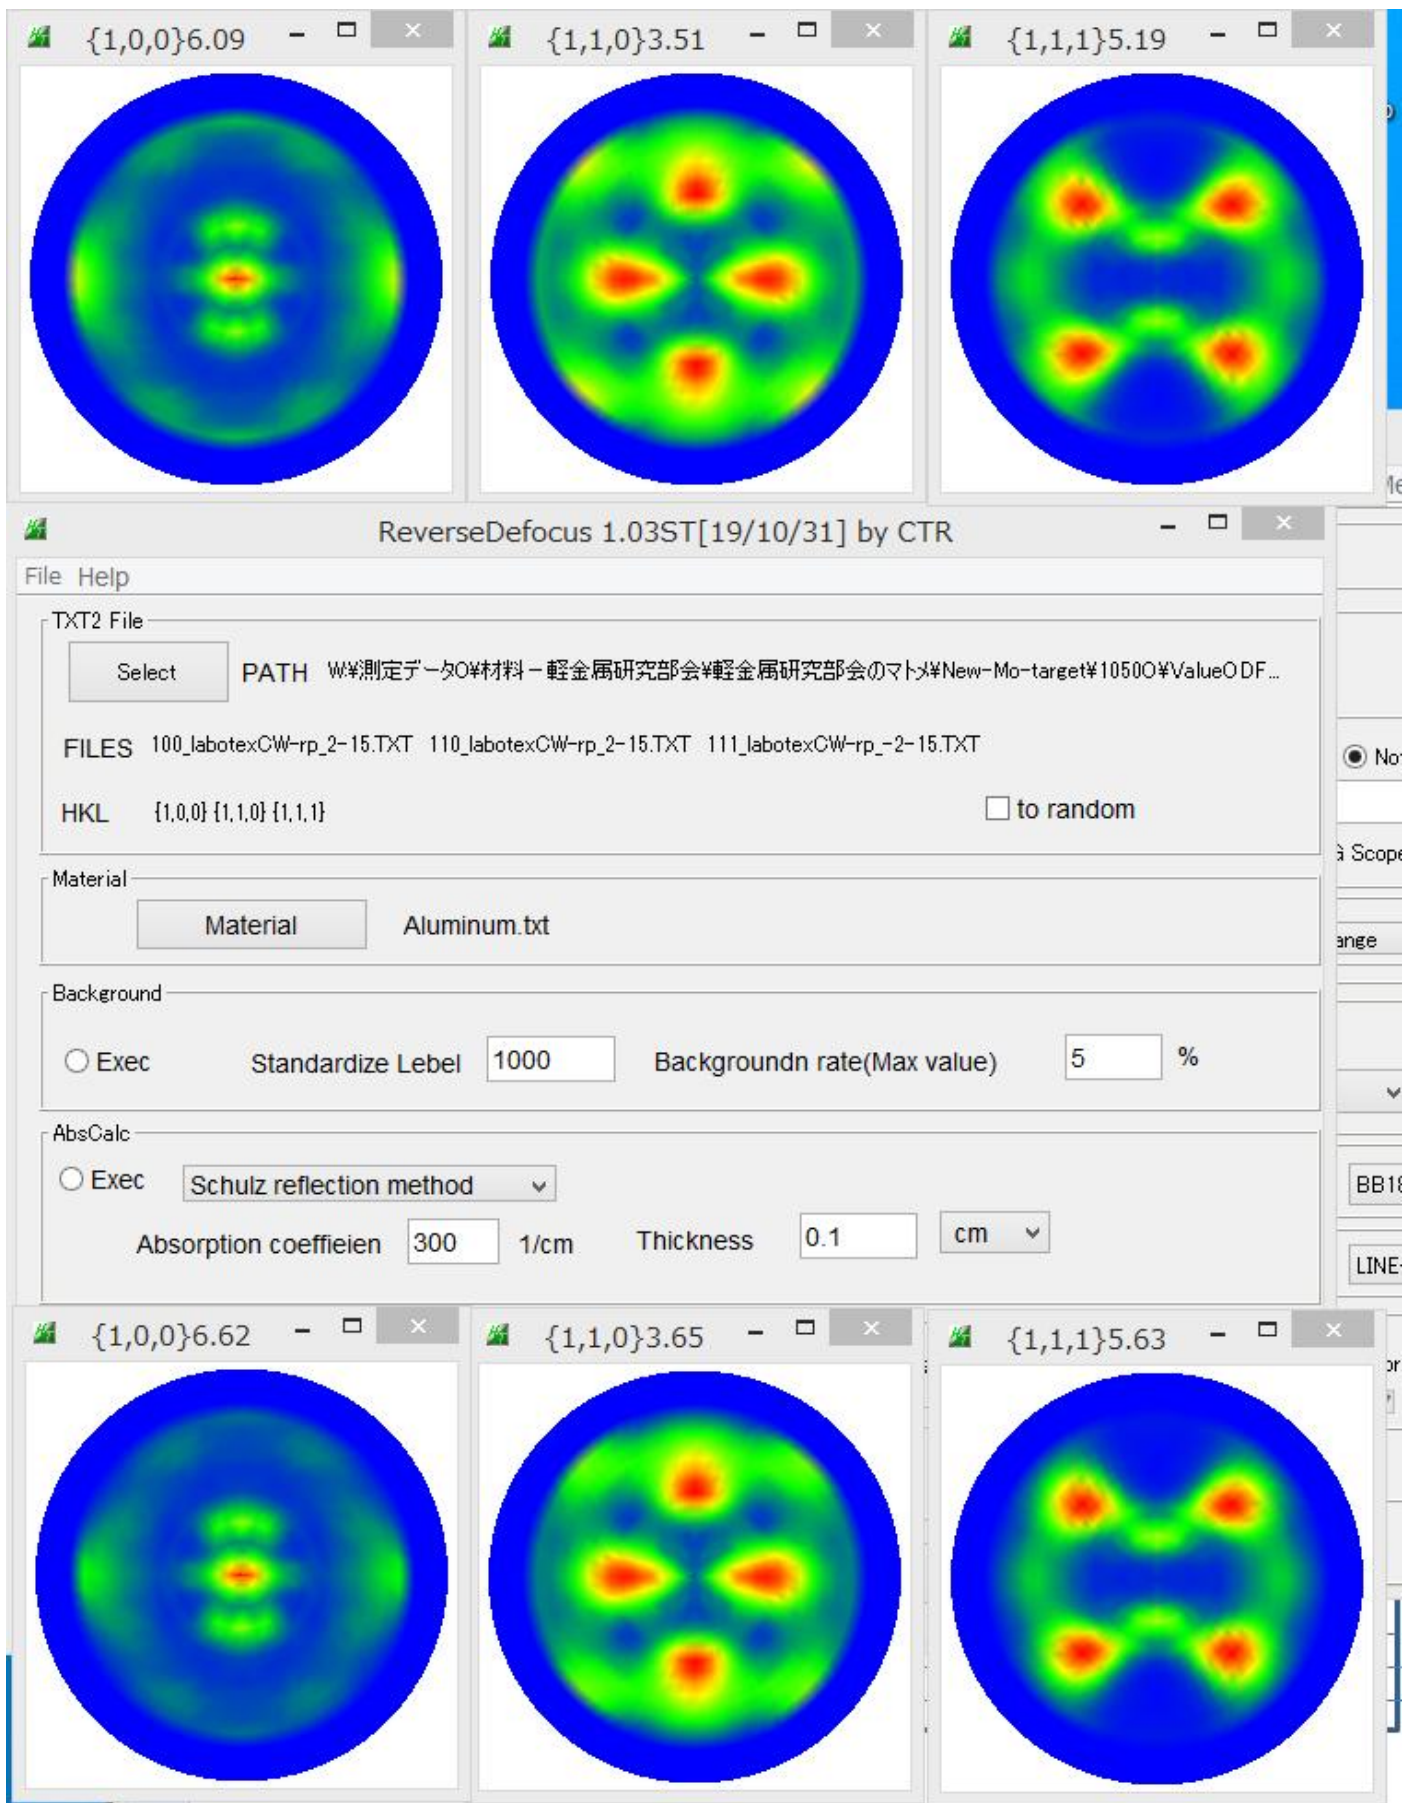 {1,0,0}6.09
{1,1,0}3.51
{1,1,1}5.19
ReverseDefocus 1.03ST[19/10/31] by CTR
File Help
TXT2 File
Select PATH W:¥測定データO¥材料－軽金属研究部会¥軽金属研究部会のマトメ¥New-Mo-target¥1050O¥ValueODF...
FILES 100_labotexCW-rp_2-15.TXT 110_labotexCW-rp_2-15.TXT 111_labotexCW-rp_-2-15.TXT
HKL {1,0,0} {1,1,0} {1,1,1}
to random
Material
Material Aluminum.txt
Background
Exec Standardize Lebel 1000 Backgroundn rate(Max value) 5 %
AbsCalc
Exec Schulz reflection method
Absorption coeffieien 300 1/cm Thickness 0.1 cm
Scope
ange
BB18
LINE-
{1,0,0}6.62
{1,1,0}3.65
{1,1,1}5.63